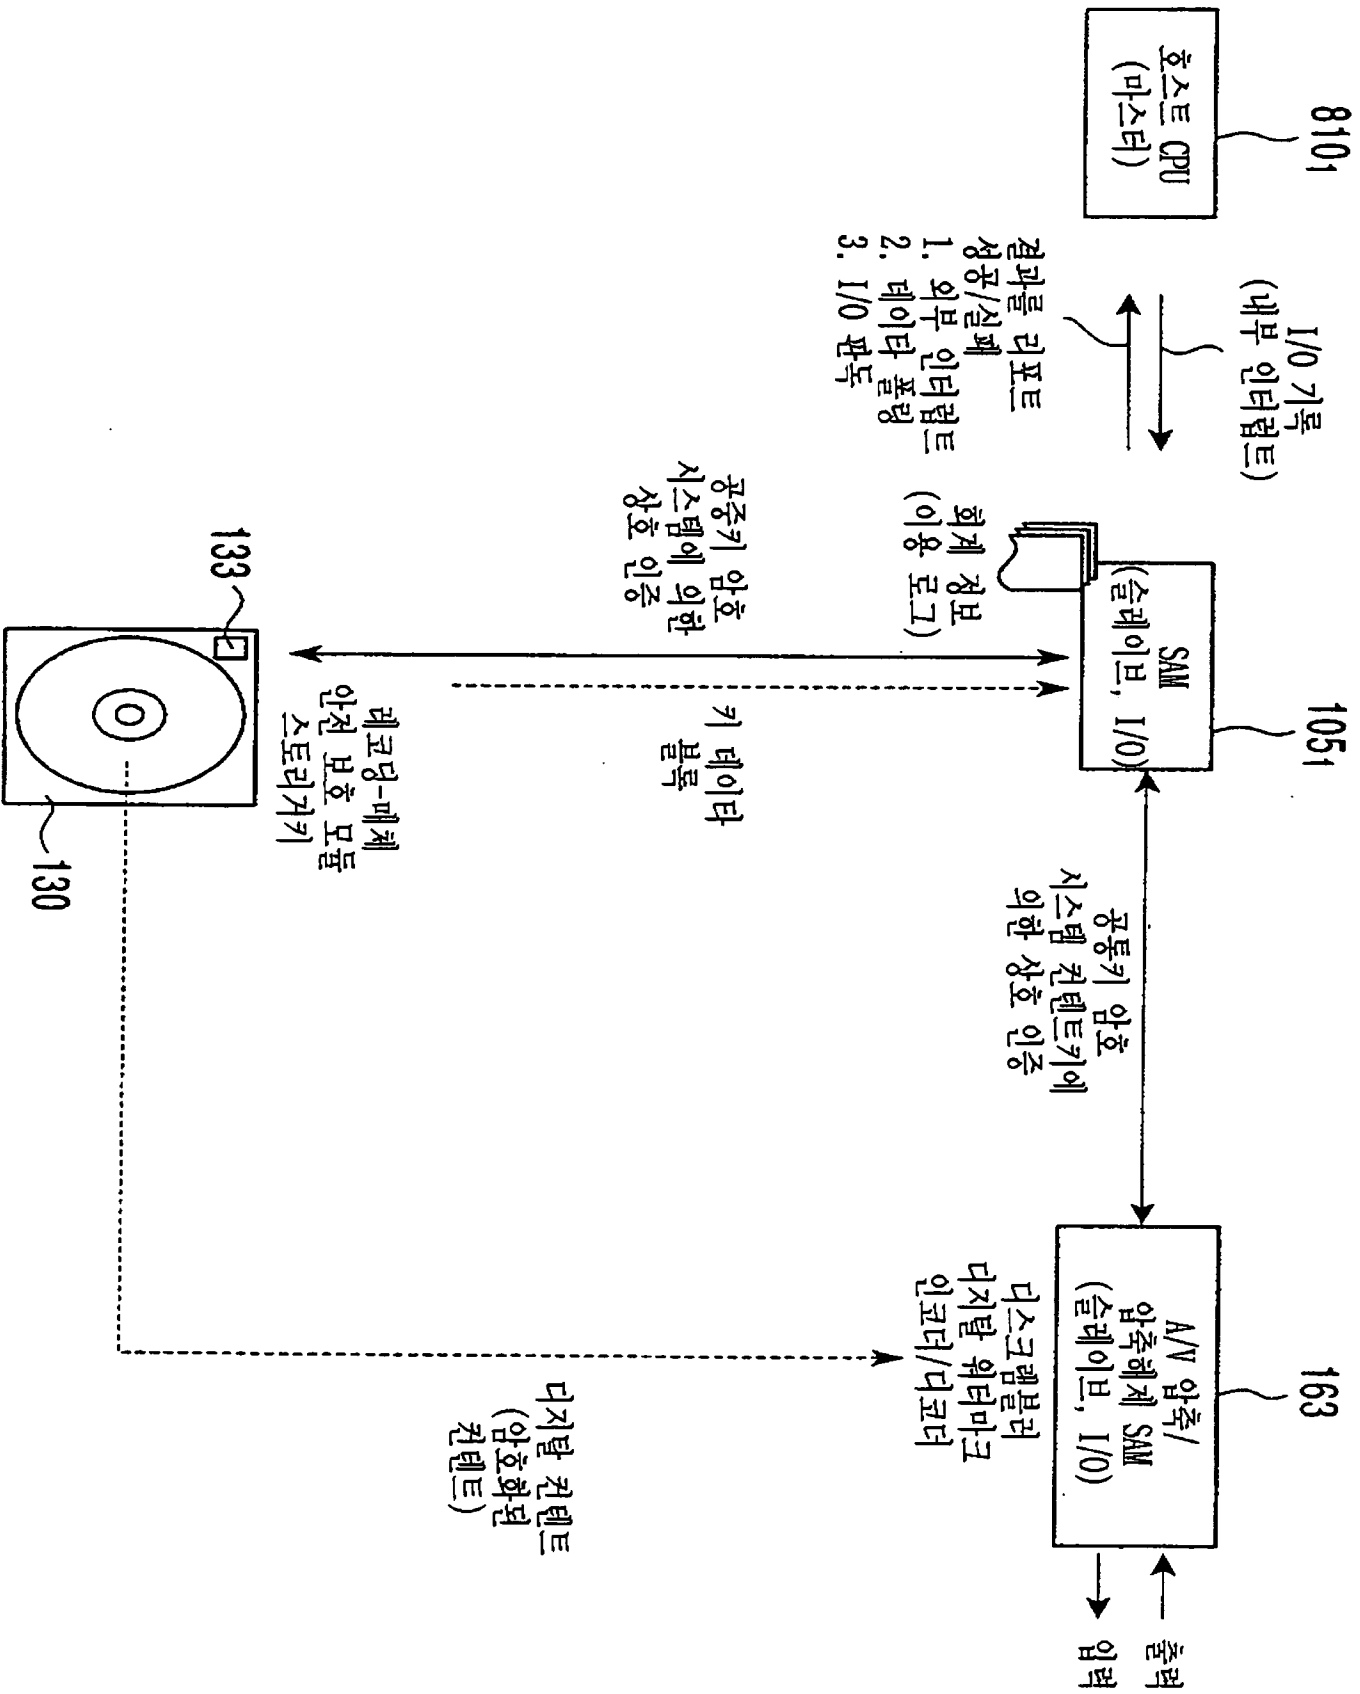 810₁
호스트 CPU
(마스터)
I/O 기록
(내부 인터럽트)
결과를 리포트
성공/실패
1. 외부 인터럽트
2. 데이타 폴링
3. I/O 판독
105₁
SAM
(슬레이브, I/O)
회계 정보
(이용 로그)
공중키 암호
시스템에 의한
상호 인증
키 데이타
블록
133
레코딩-매체
안전 보호 모듈
스토리지키
130
공통키 암호
시스템 컨텐트키에
의한 상호 인증
163
A/V 압축/
압축해제 SAM
(슬레이브, I/O)
디스크램블러
디지탈 워터마크
인코더/디코더
디지탈 컨텐트
(암호화된
컨텐트)
출력
입력